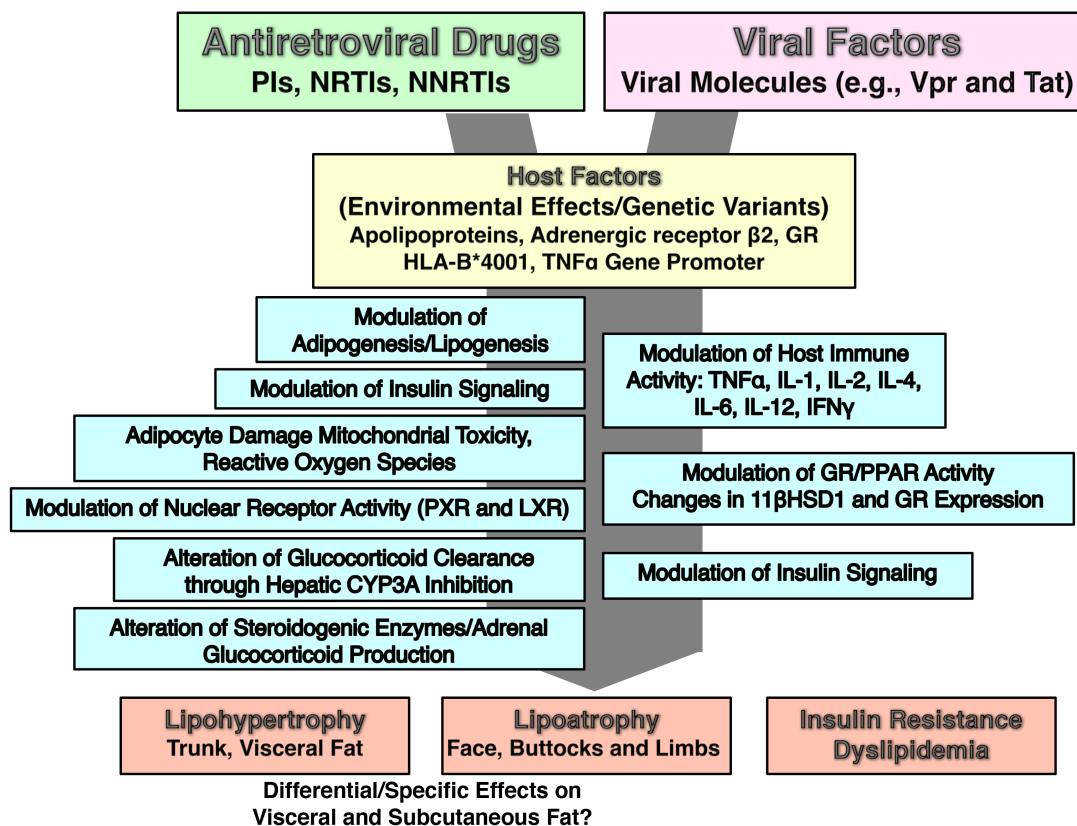 Antiretroviral Drugs
PIs, NRTIs, NNRTIs
Viral Factors
Viral Molecules (e.g., Vpr and Tat)
Host Factors
(Environmental Effects/Genetic Variants)
Apolipoproteins, Adrenergic receptor β2, GR
HLA-B*4001, TNFα Gene Promoter
Modulation of
Adipogenesis/Lipogenesis
Modulation of Insulin Signaling
Adipocyte Damage Mitochondrial Toxicity,
Reactive Oxygen Species
Modulation of Nuclear Receptor Activity (PXR and LXR)
Alteration of Glucocorticoid Clearance
through Hepatic CYP3A Inhibition
Alteration of Steroidogenic Enzymes/Adrenal
Glucocorticoid Production
Modulation of Host Immune
Activity: TNFα, IL-1, IL-2, IL-4,
IL-6, IL-12, IFNγ
Modulation of GR/PPAR Activity
Changes in 11βHSD1 and GR Expression
Modulation of Insulin Signaling
Lipohypertrophy
Trunk, Visceral Fat
Lipoatrophy
Face, Buttocks and Limbs
Insulin Resistance
Dyslipidemia
Differential/Specific Effects on
Visceral and Subcutaneous Fat?